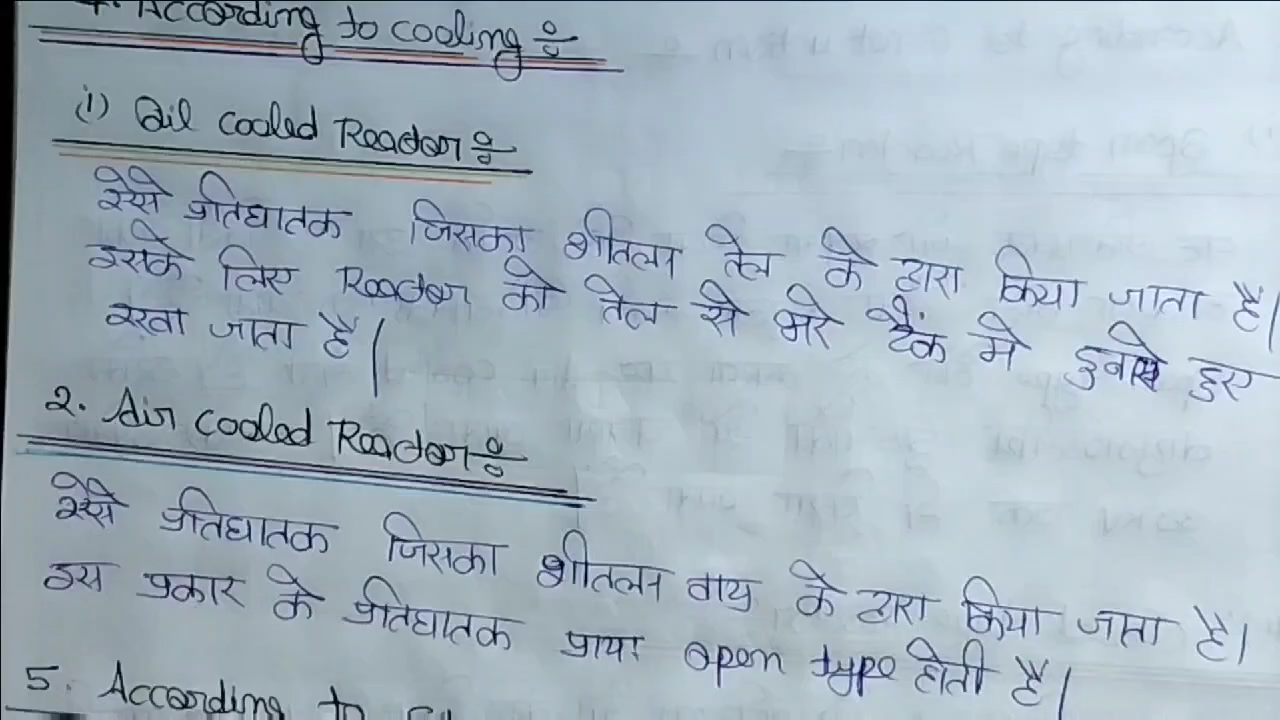 4. According to cooling ÷
(i) Oil cooled Reactor ÷
ऐसे प्रतिघातक जिसका शीतलन तेल के द्वारा किया जाता है।
इसके लिए Reactor को तेल से भरे टैंक मे डुबाये हुए
रखा जाता है।
2. Air cooled Reactor ÷
ऐसे प्रतिघातक जिसका शीतलन वायु के द्वारा किया जाता है।
इस प्रकार के प्रतिघातक प्रायः open type होती है।
5. According to